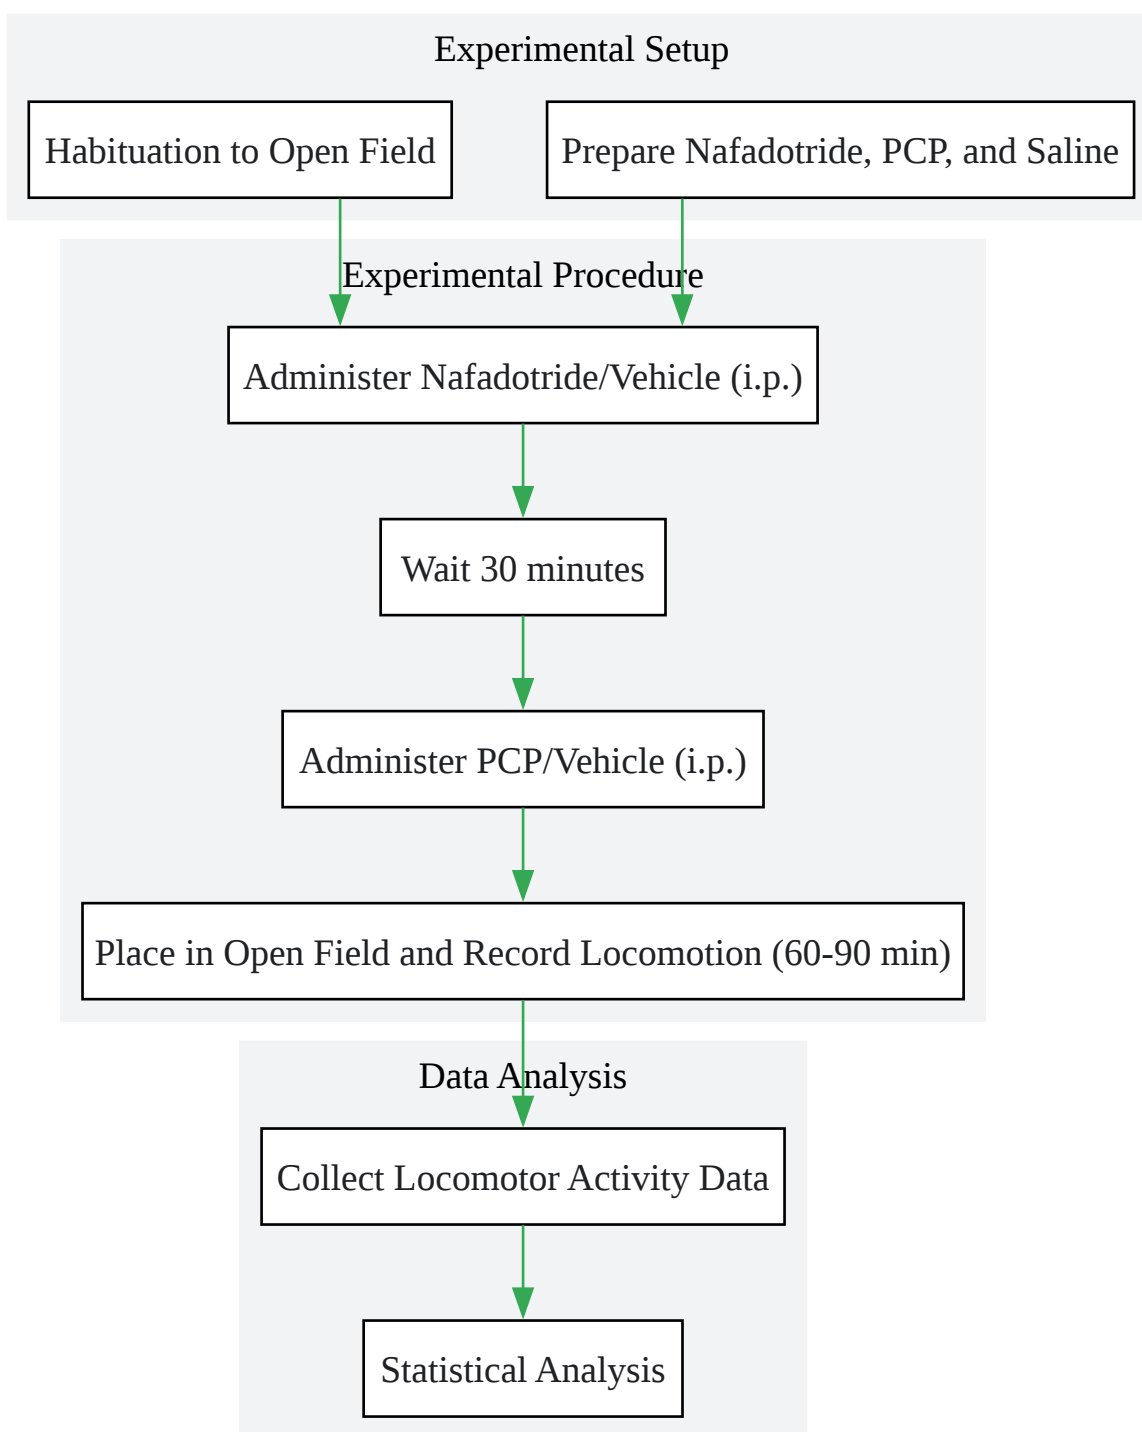 Experimental Setup
Habituation to Open Field
Prepare Nafadotride, PCP, and Saline
Experimental Procedure
Administer Nafadotride/Vehicle (i.p.)
Wait 30 minutes
Administer PCP/Vehicle (i.p.)
Place in Open Field and Record Locomotion (60-90 min)
Data Analysis
Collect Locomotor Activity Data
Statistical Analysis